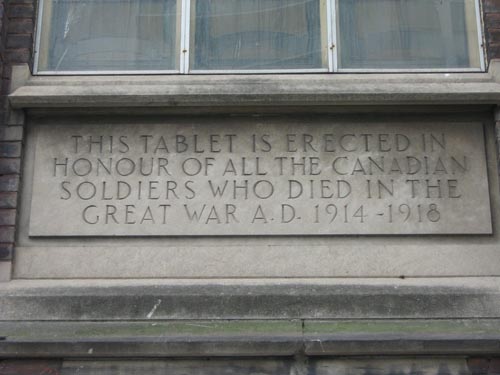 THIS TABLET IS ERECTED IN
HONOUR OF ALL THE CANADIAN
SOLDIERS WHO DIED IN THE
GREAT WAR A.D. 1914-1918